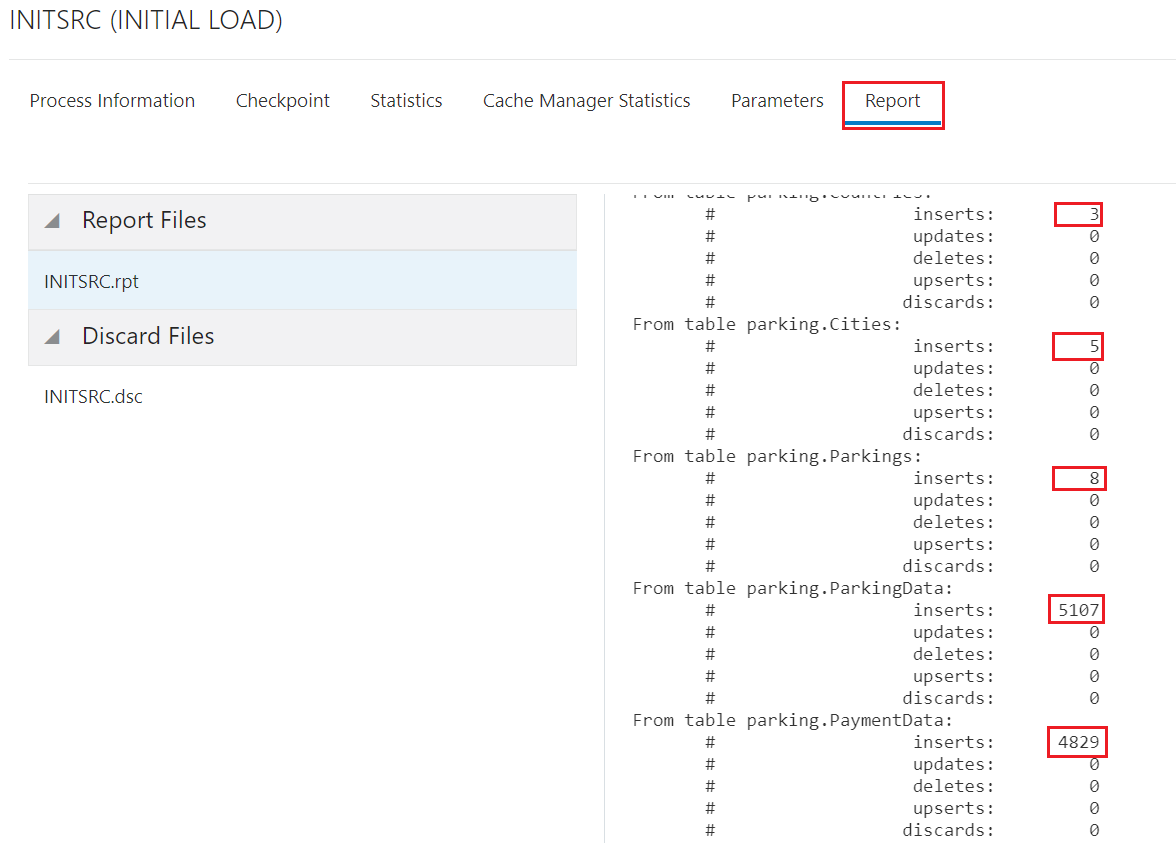 INITSRC (INITIAL LOAD)
Process Information Checkpoint Statistics Cache Manager Statistics Parameters Report
Report Files
INITSRC.rpt
Discard Files
INITSRC.dsc
From table parking.Countries:
# inserts: 3
# updates: 0
# deletes: 0
# upserts: 0
# discards: 0
From table parking.Cities:
# inserts: 5
# updates: 0
# deletes: 0
# upserts: 0
# discards: 0
From table parking.Parkings:
# inserts: 8
# updates: 0
# deletes: 0
# upserts: 0
# discards: 0
From table parking.ParkingData:
# inserts: 5107
# updates: 0
# deletes: 0
# upserts: 0
# discards: 0
From table parking.PaymentData:
# inserts: 4829
# updates: 0
# deletes: 0
# upserts: 0
# discards: 0